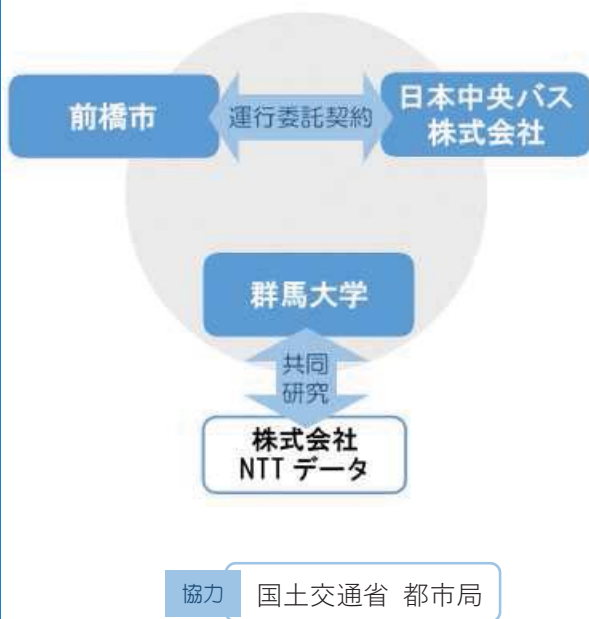 前橋市
運行委託契約
日本中央バス
株式会社
群馬大学
共同
研究
株式会社
NTT データ
協力
国土交通省 都市局